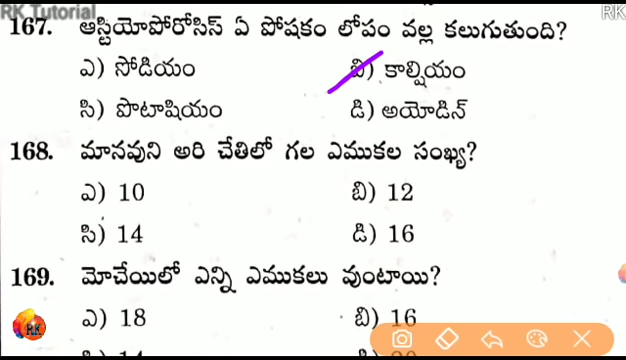 RK Tutorial
RK
167. ఆస్టియోపోరోసిస్ ఏ పోషకం లోపం వల్ల కలుగుతుంది?
ఎ) సోడియం బి) కాల్షియం
సి) పొటాషియం డి) అయోడిన్
168. మానవుని అరి చేతిలో గల ఎముకల సంఖ్య?
ఎ) 10 బి) 12
సి) 14 డి) 16
169. మోచేయిలో ఎన్ని ఎముకలు వుంటాయి?
RK
ఎ) 18 బి) 16